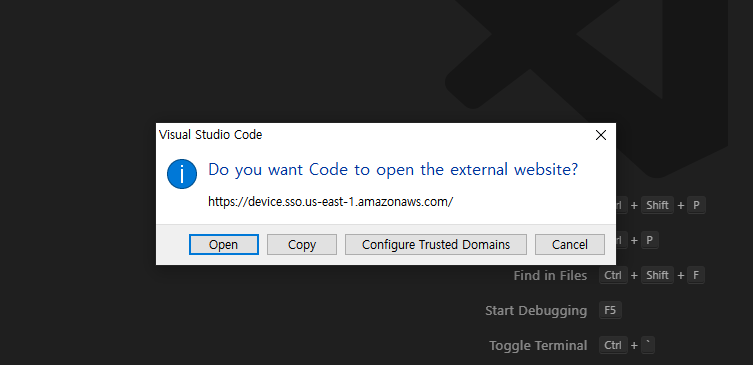 Visual Studio Code
Do you want Code to open the external website?
https://device.sso.us-east-1.amazonaws.com/
Open Copy Configure Trusted Domains Cancel
+ Shift + P
+ P
Find in Files Ctrl + Shift + F
Start Debugging F5
Toggle Terminal Ctrl + `